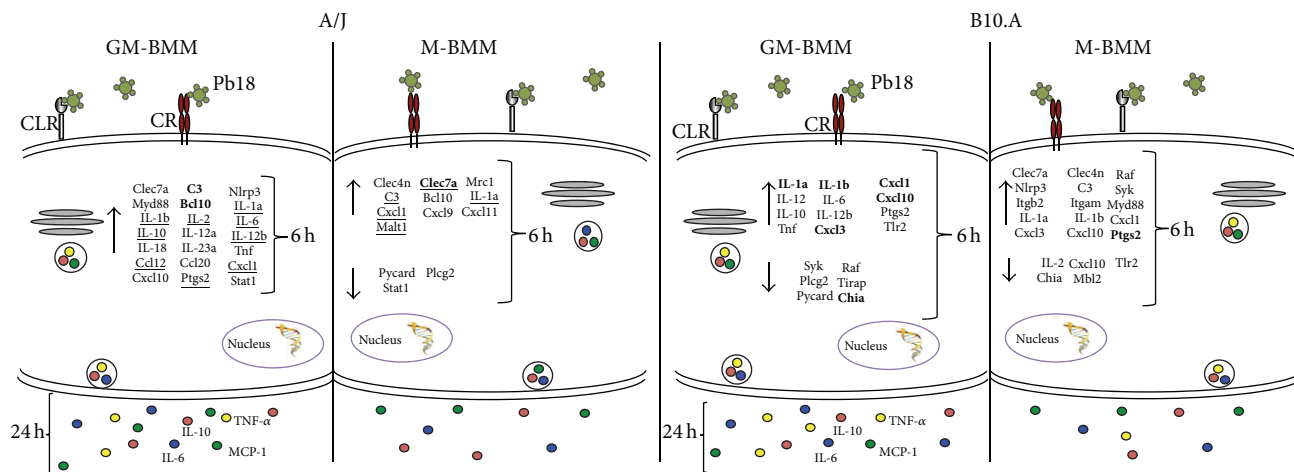 A/J
B10.A
GM-BMM
M-BMM
GM-BMM
M-BMM
Pb18
CLR
CR
Clec7a C3 Nlrp3
Myd88 Bcl10 IL-1a
IL-1b IL-2 IL-6
IL-10 IL-12a IL-12b
IL-18 IL-23a Tnf
Ccl12 Ccl20 Cxcl1
Cxcl10 Ptgs2 Stat1
6 h
Nucleus
Clec4n Clec7a Mrc1
C3 Bcl10 IL-1a
Cxcl1 Cxcl9 Cxcl11
Malt1
Pycard Plcg2
Stat1
6 h
Nucleus
24 h
TNF-α
IL-10
IL-6
MCP-1
Pb18
CLR
CR
IL-1a IL-1b Cxcl1
IL-12 IL-6 Cxcl10
IL-10 IL-12b Ptgs2
Tnf Cxcl3 Tlr2
Syk Raf
Plcg2 Tirap
Pycard Chia
6 h
Nucleus
Clec7a Clec4n Raf
Nlrp3 C3 Syk
Itgb2 Itgam Myd88
IL-1a IL-1b Cxcl1
Cxcl3 Cxcl10 Ptgs2
IL-2 Cxcl10 Tlr2
Chia Mbl2
6 h
Nucleus
24 h
TNF-α
IL-10
IL-6
MCP-1